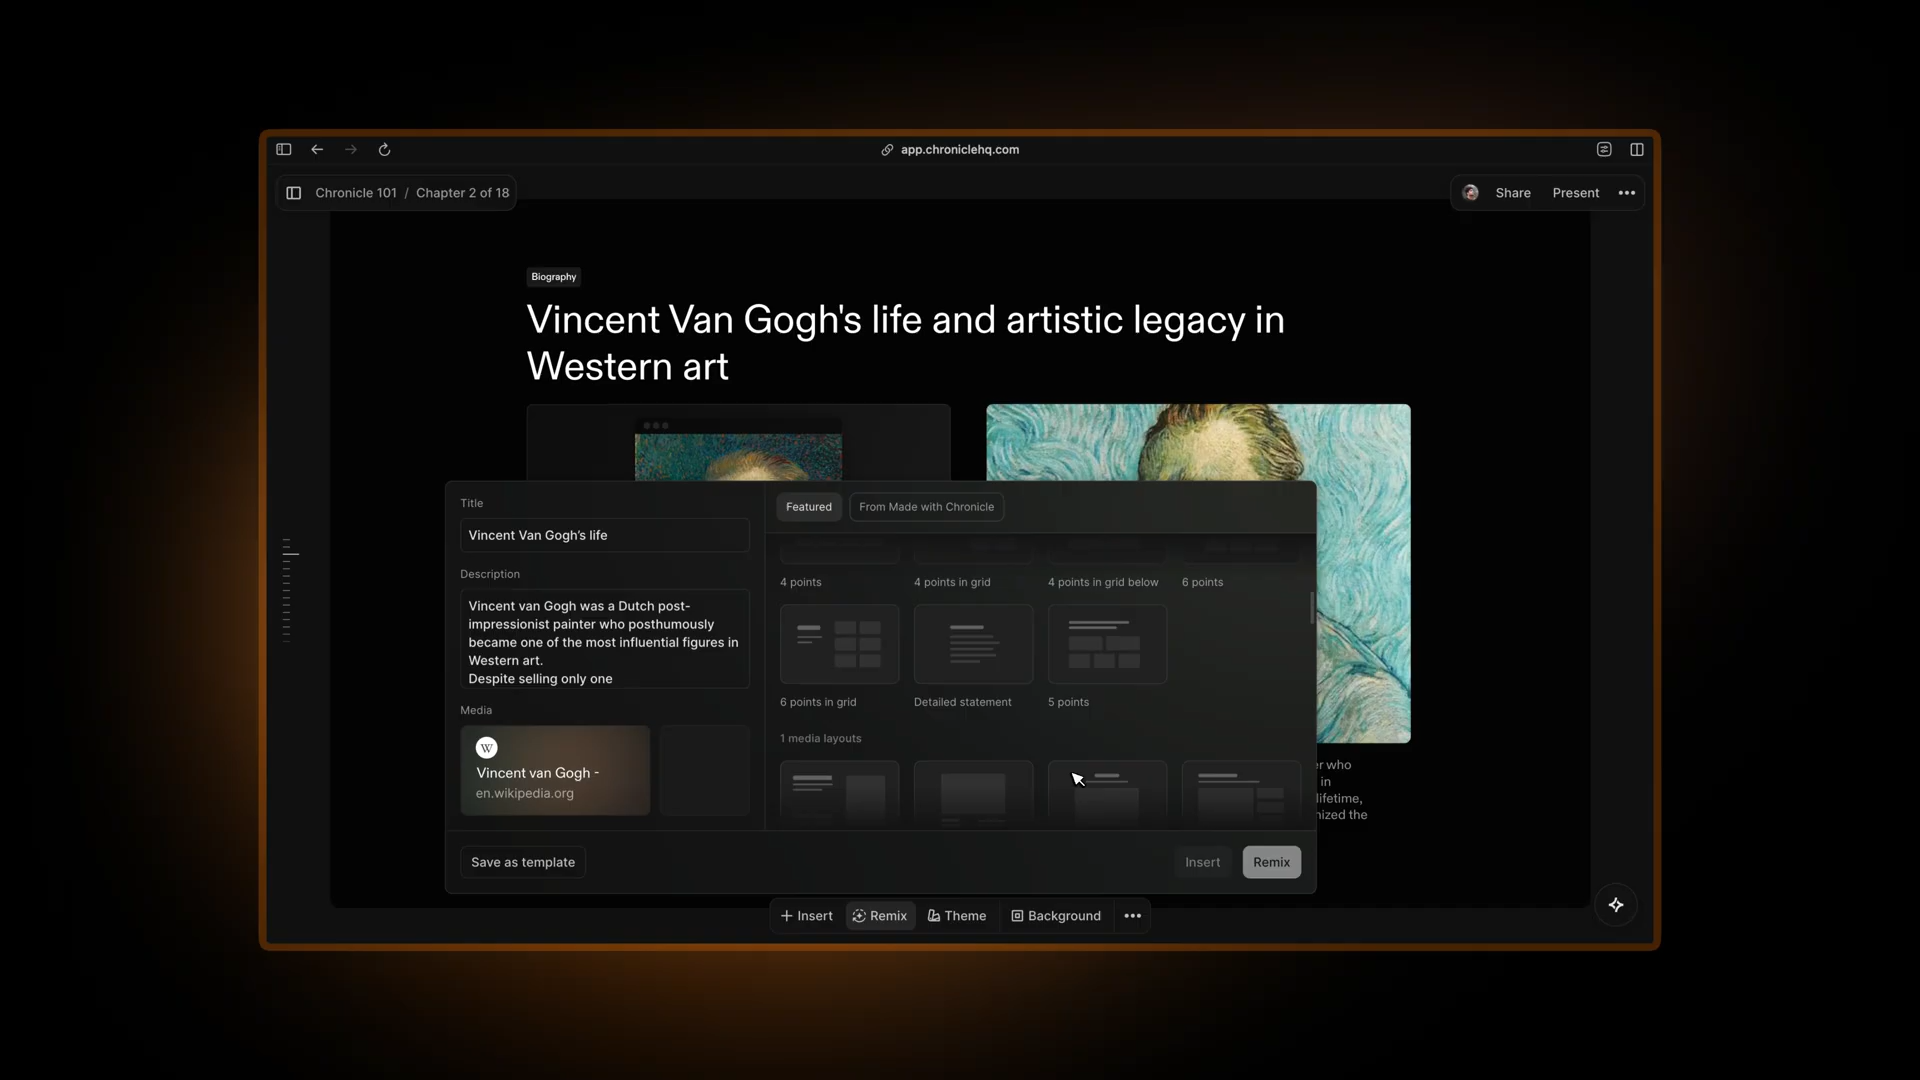 app.chroniclehq.com
Chronicle 101 / Chapter 2 of 18
Share
Present
Biography
Vincent Van Gogh's life and artistic legacy in
Western art
Title
Vincent Van Gogh's life
Description
Vincent van Gogh was a Dutch post-
impressionist painter who posthumously
became one of the most influential figures in
Western art.
Despite selling only one
Media
W
Vincent van Gogh -
en.wikipedia.org
Featured
From Made with Chronicle
4 points
4 points in grid
4 points in grid below
6 points
6 points in grid
Detailed statement
5 points
1 media layouts
who
in
lifetime,
the
Save as template
Insert
Remix
Insert
Remix
Theme
Background